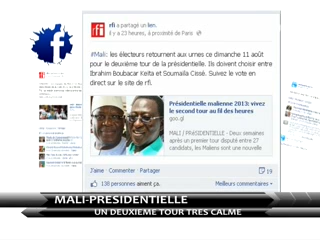 rfi
rfi a partagé un lien.
il y a 23 heures, à proximité de Paris
#Mali: les électeurs retournent aux urnes ce dimanche 11 août
pour le deuxième tour de la présidentielle. Ils doivent choisir entre
Ibrahim Boubacar Keïta et Soumaïla Cissé. Suivez le vote en
direct sur le site de rfi.
Présidentielle malienne 2013: vivez
le second tour au fil des heures
goo.gl
MALI / PRESIDENTIELLE - Deux semaines
après un premier tour disputé entre 27
candidats, les Maliens sont une nouvelle
J'aime · Commenter · Partager
19
138 personnes aiment ça.
Meilleurs commentaires
MALI-PRESIDENTIELLE
UN DEUXIEME TOUR TRES CALME